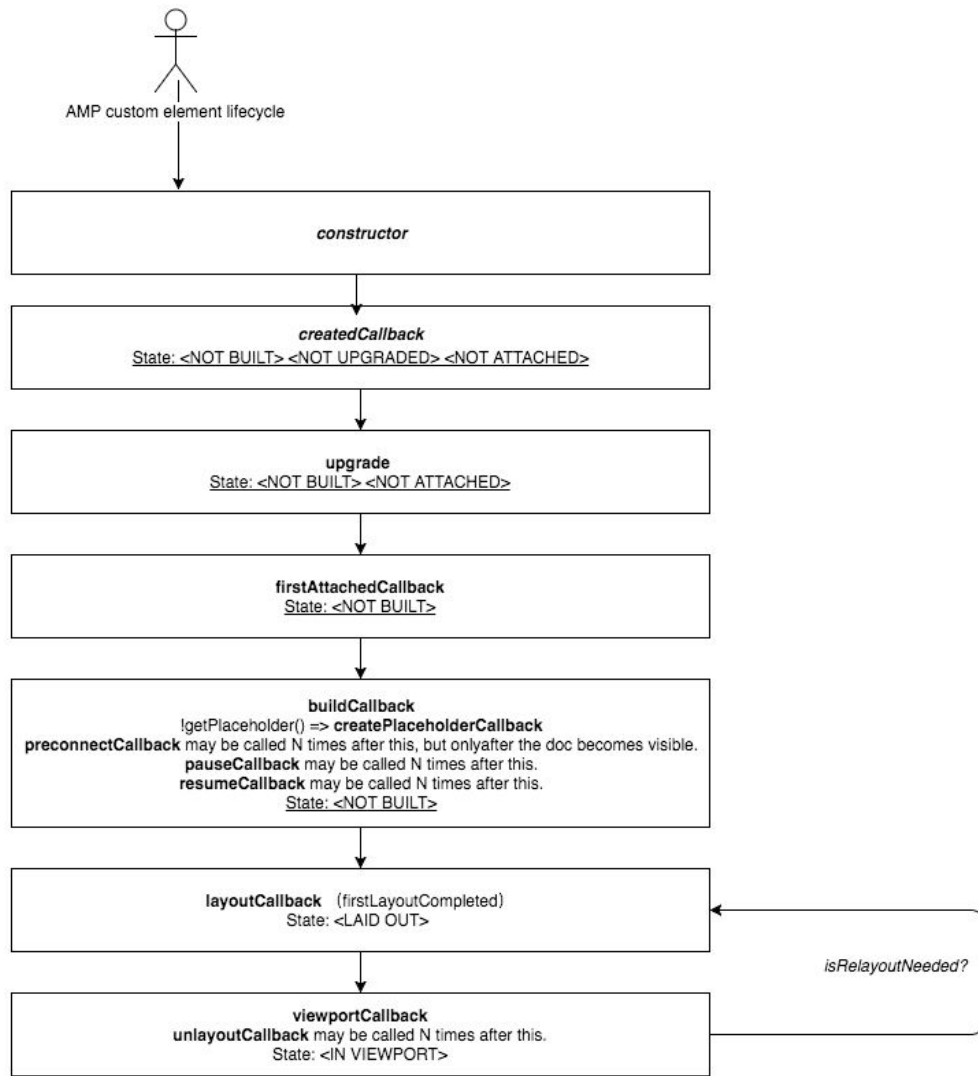 AMP custom element lifecycle
constructor
createdCallback
State: <NOT BUILT> <NOT UPGRADED> <NOT ATTACHED>
upgrade
State: <NOT BUILT> <NOT ATTACHED>
firstAttachedCallback
State: <NOT BUILT>
buildCallback
!getPlaceholder() => createPlaceholderCallback
preconnectCallback may be called N times after this, but onlyafter the doc becomes visible.
pauseCallback may be called N times after this.
resumeCallback may be called N times after this.
State: <NOT BUILT>
layoutCallback (firstLayoutCompleted)
State: <LAID OUT>
isRelayoutNeeded?
viewportCallback
unlayoutCallback may be called N times after this.
State: <IN VIEWPORT>